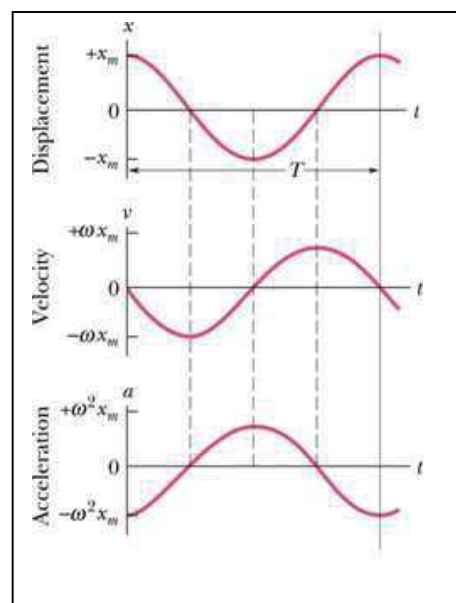 x
+x_m
Displacement
0
t
−x_m
T
v
+ωx_m
Velocity
0
t
−ωx_m
a
+ω²x_m
Acceleration
0
t
−ω²x_m